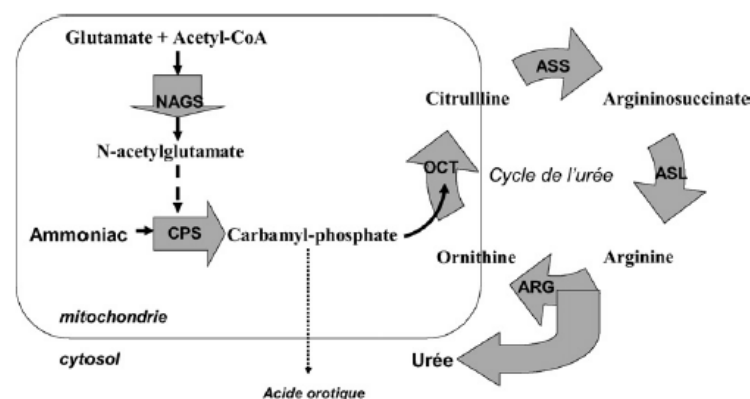 Glutamate + Acetyl-CoA
NAGS
ASS
Citrullline
Argininosuccinate
N-acetylglutamate
OCT
Cycle de l'urée
ASL
Ammoniac
CPS
Carbamyl-phosphate
Ornithine
Arginine
ARG
mitochondrie
cytosol
Urée
Acide orotique